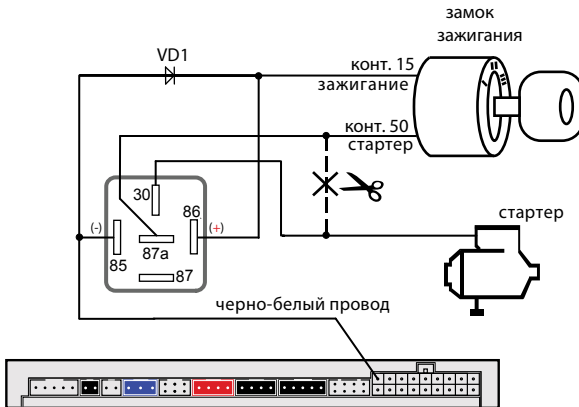 замок
зажигания
VD1
конт. 15
зажигание
конт. 50
стартер
30
86
(-)
(+)
85
87a
87
стартер
черно-белый провод